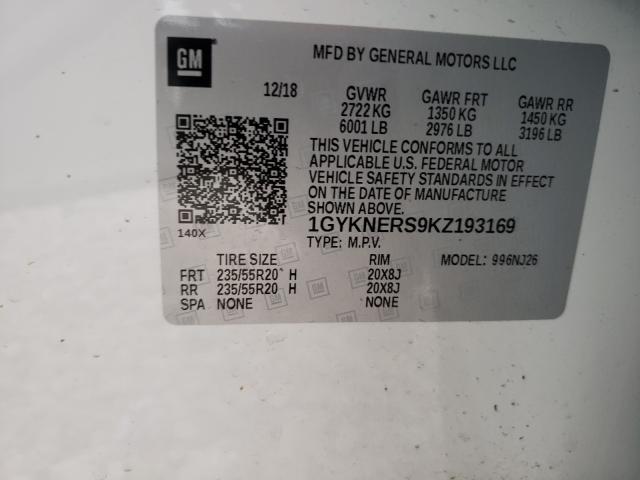 GM
MFD BY GENERAL MOTORS LLC
12/18 GVWR GAWR FRT GAWR RR
2722 KG 1350 KG 1450 KG
6001 LB 2976 LB 3196 LB
THIS VEHICLE CONFORMS TO ALL
APPLICABLE U.S. FEDERAL MOTOR
VEHICLE SAFETY STANDARDS IN EFFECT
ON THE DATE OF MANUFACTURE
SHOWN ABOVE.
140X
1GYKNERS9KZ193169
TYPE: M.P.V.
TIRE SIZE RIM MODEL: 996NJ26
FRT 235/55R20 H 20X8J
RR 235/55R20 H 20X8J
SPA NONE NONE